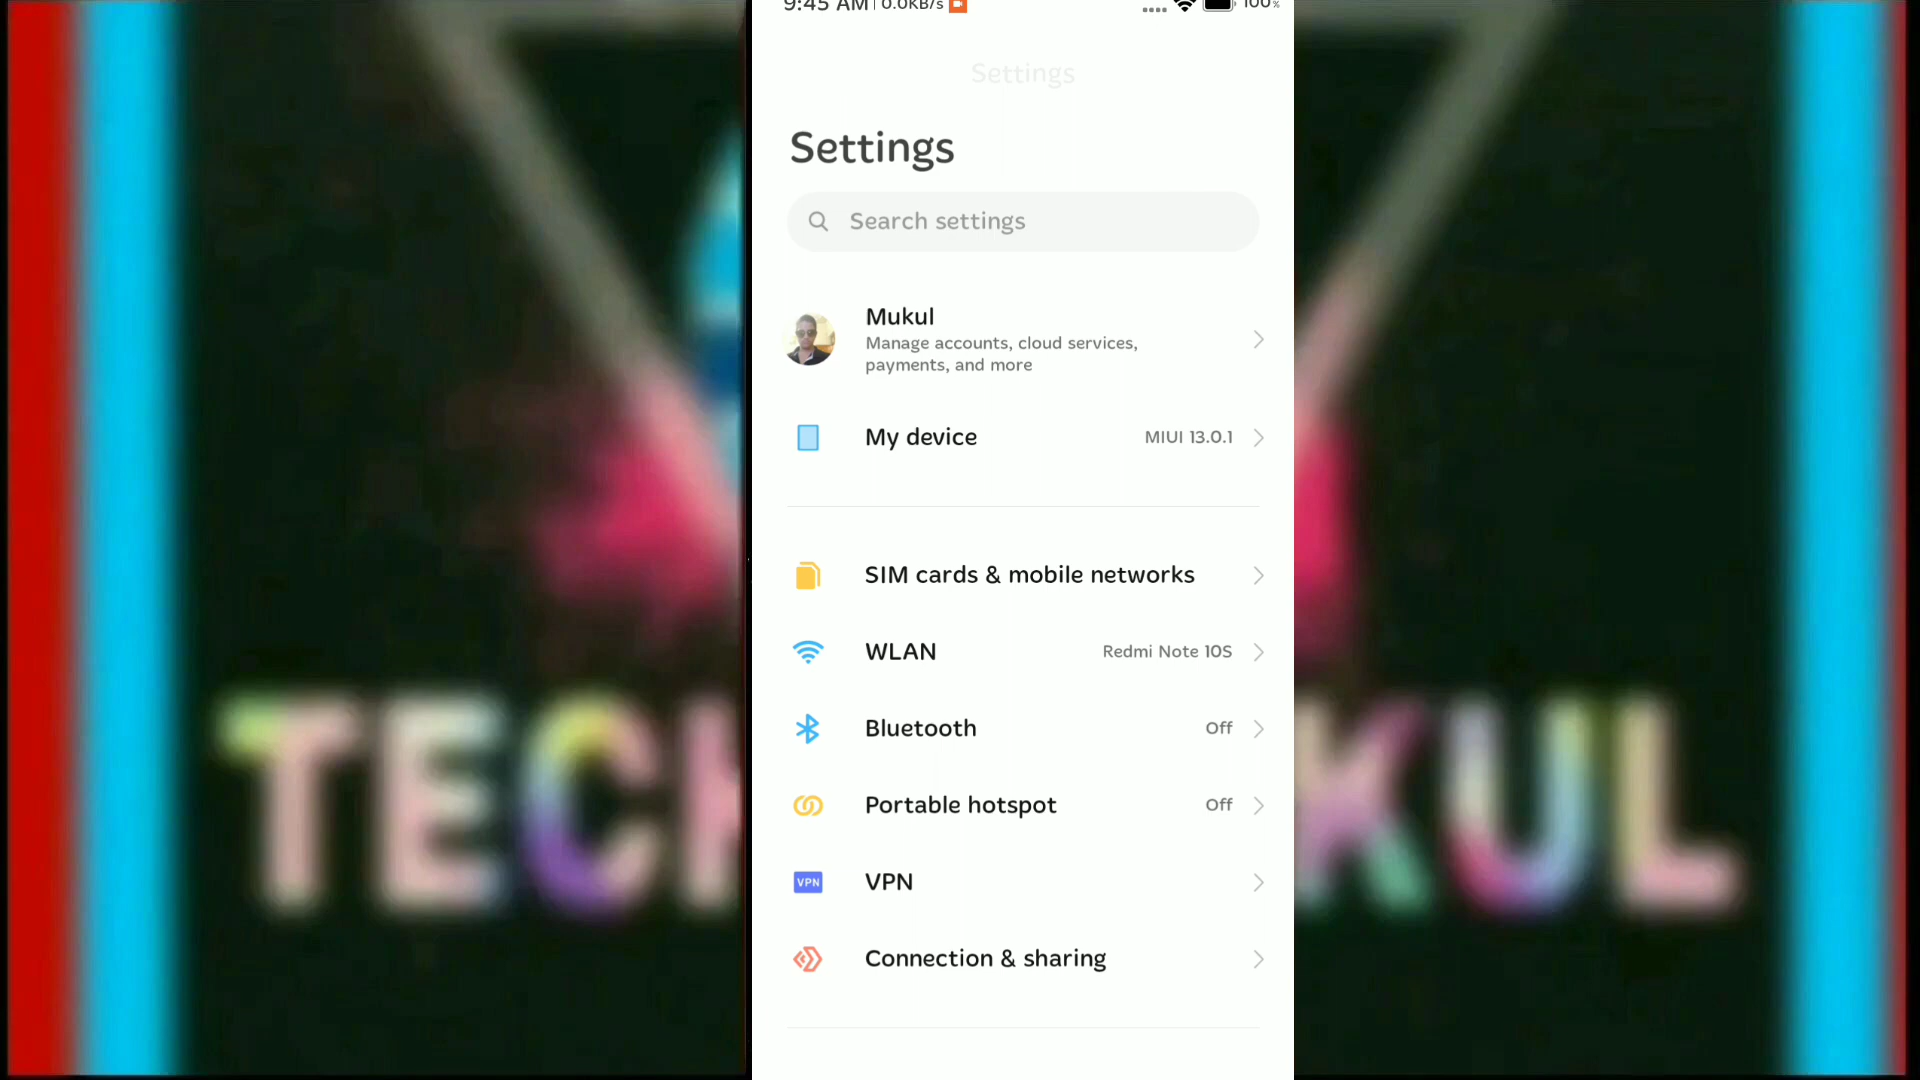 9:45 AM | 0.0KB/s
100%
Settings
Settings
Search settings
Mukul
Manage accounts, cloud services,
payments, and more
My device
MIUI 13.0.1
SIM cards & mobile networks
WLAN
Redmi Note 10S
Bluetooth
Off
Portable hotspot
Off
VPN
VPN
Connection & sharing
TECH
KUL